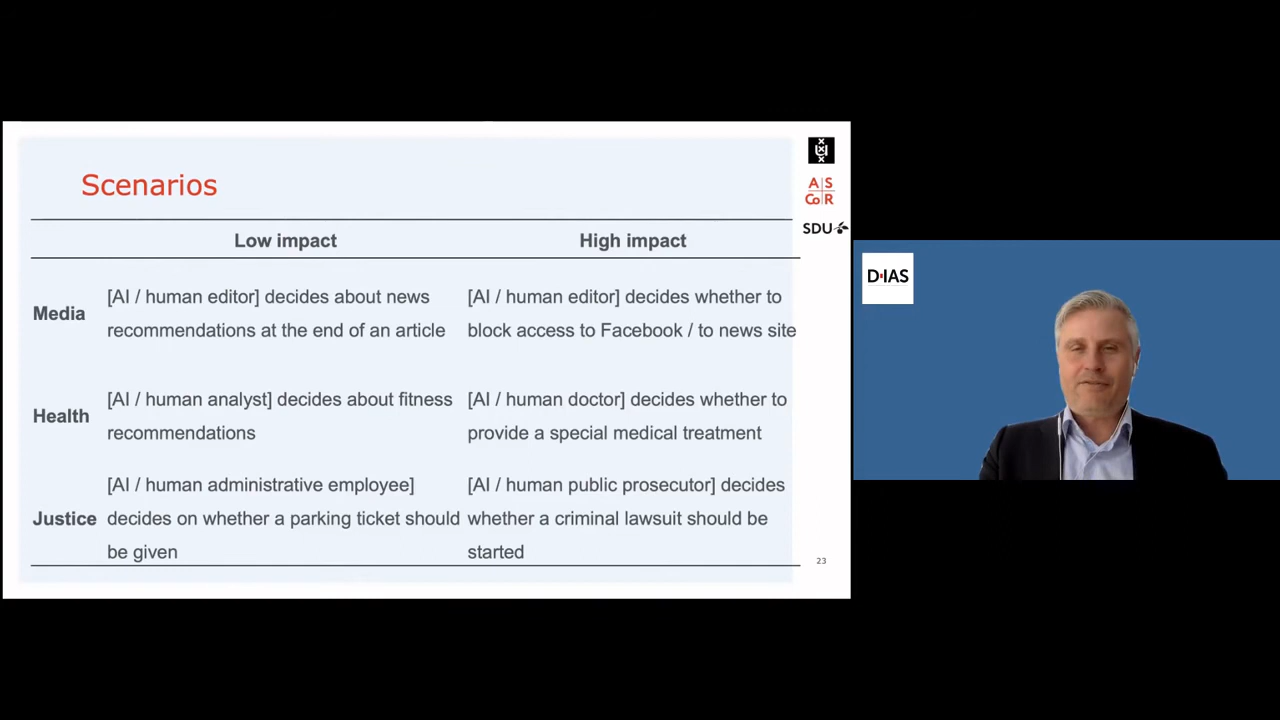 Scenarios
Low impact
High impact
Media
[AI / human editor] decides about news
recommendations at the end of an article
[AI / human editor] decides whether to
block access to Facebook / to news site
Health
[AI / human analyst] decides about fitness
recommendations
[AI / human doctor] decides whether to
provide a special medical treatment
Justice
[AI / human administrative employee]
decides on whether a parking ticket should
be given
[AI / human public prosecutor] decides
whether a criminal lawsuit should be
started
A S
Co R
SDU
23
D·IAS